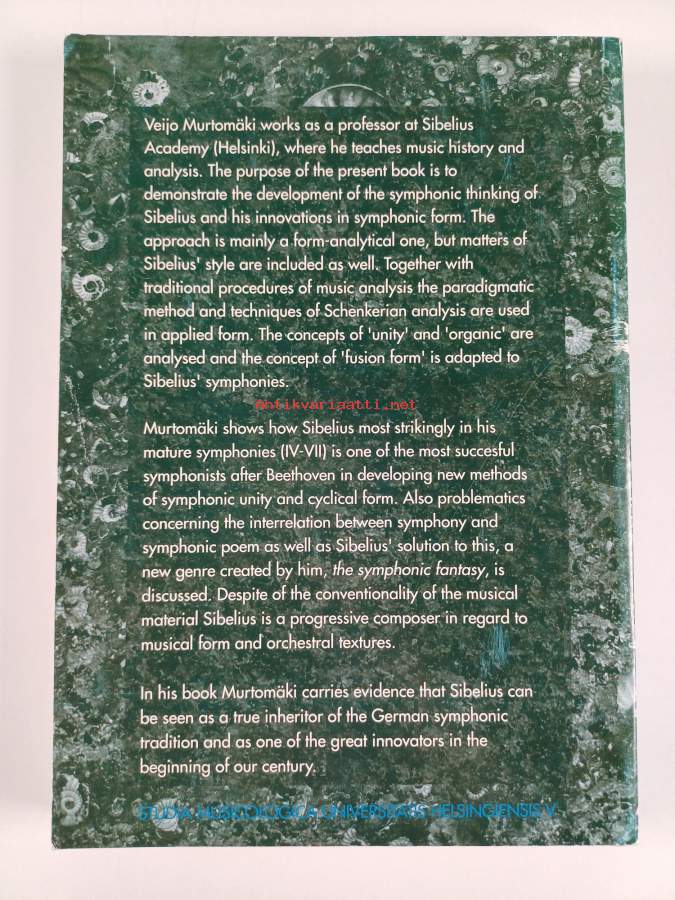 Veijo Murtomäki works as a professor at Sibelius
Academy (Helsinki), where he teaches music history and
analysis. The purpose of the present book is to
demonstrate the development of the symphonic thinking of
Sibelius and his innovations in symphonic form. The
approach is mainly a form-analytical one, but matters of
Sibelius' style are included as well. Together with
traditional procedures of music analysis the paradigmatic
method and techniques of Schenkerian analysis are used
in applied form. The concepts of 'unity' and 'organic' are
analysed and the concept of 'fusion form' is adapted to
Sibelius' symphonies.
Antikvariaatti.net
Murtomäki shows how Sibelius most strikingly in his
mature symphonies (IV-VII) is one of the most succesful
symphonists after Beethoven in developing new methods
of symphonic unity and cyclical form. Also problematics
concerning the interrelation between symphony and
symphonic poem as well as Sibelius' solution to this, a
new genre created by him, the symphonic fantasy, is
discussed. Despite of the conventionality of the musical
material Sibelius is a progressive composer in regard to
musical form and orchestral textures.
In his book Murtomäki carries evidence that Sibelius can
be seen as a true inheritor of the German symphonic
tradition and as one of the great innovators in the
beginning of our century.
STUDIA MUSICOLOGICA UNIVERSITATIS HELSINGIENSIS V